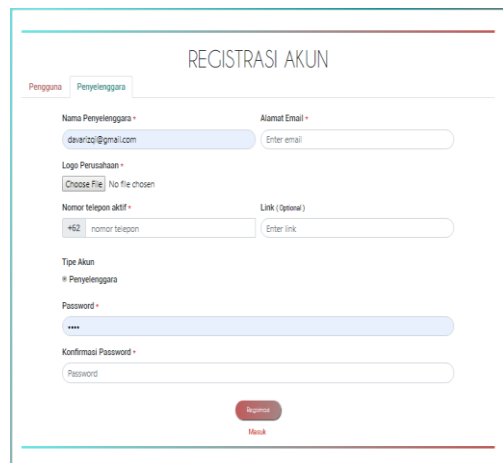 REGISTRASI AKUN
Pengguna Penyelenggara
Nama Penyelenggara * Alamat Email *
davarizqi@gmail.com Enter email
Logo Perusahaan *
Choose File No file chosen
Nomor telepon aktif * Link ( Optional )
+62 nomor telepon Enter link
Tipe Akun
Penyelenggara
Password *
••••
Konfirmasi Password *
Password
Registrasi
Masuk